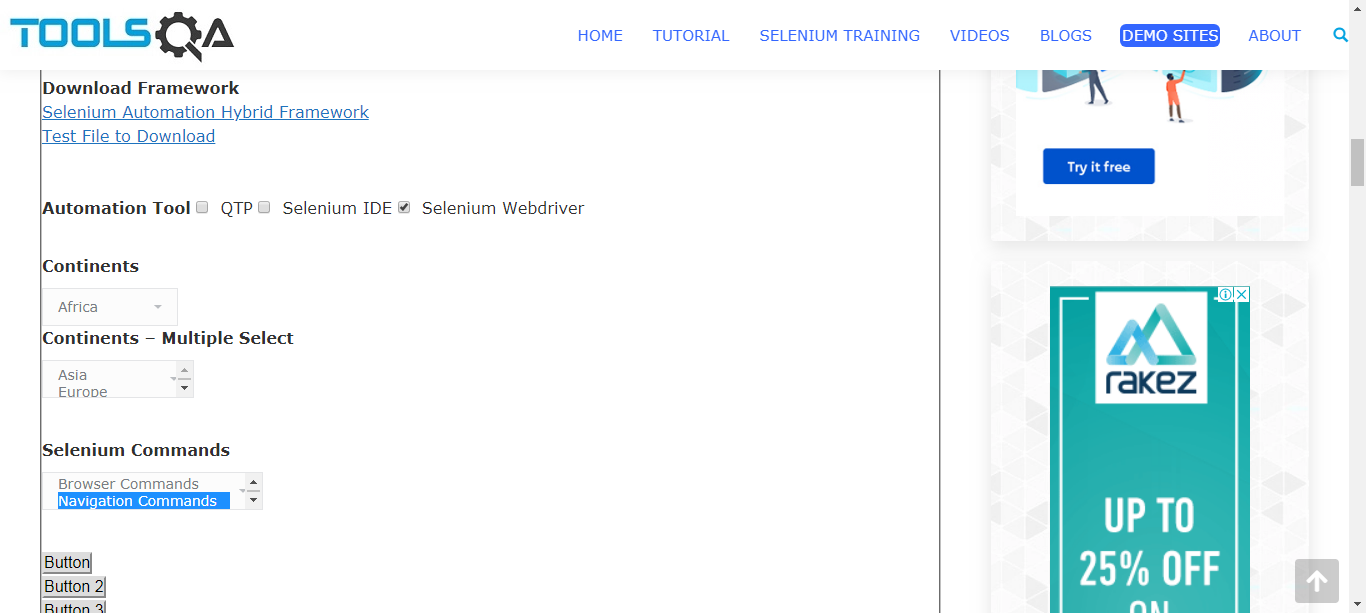 TOOLSQA
HOME TUTORIAL SELENIUM TRAINING VIDEOS BLOGS DEMO SITES ABOUT
Download Framework
Selenium Automation Hybrid Framework
Test File to Download
Automation Tool QTP Selenium IDE Selenium Webdriver
Continents
Africa
Continents – Multiple Select
Asia
Europe
Selenium Commands
Browser Commands
Navigation Commands
Button
Button 2
Button 3
Try it free
rakez
UP TO
25% OFF
ON